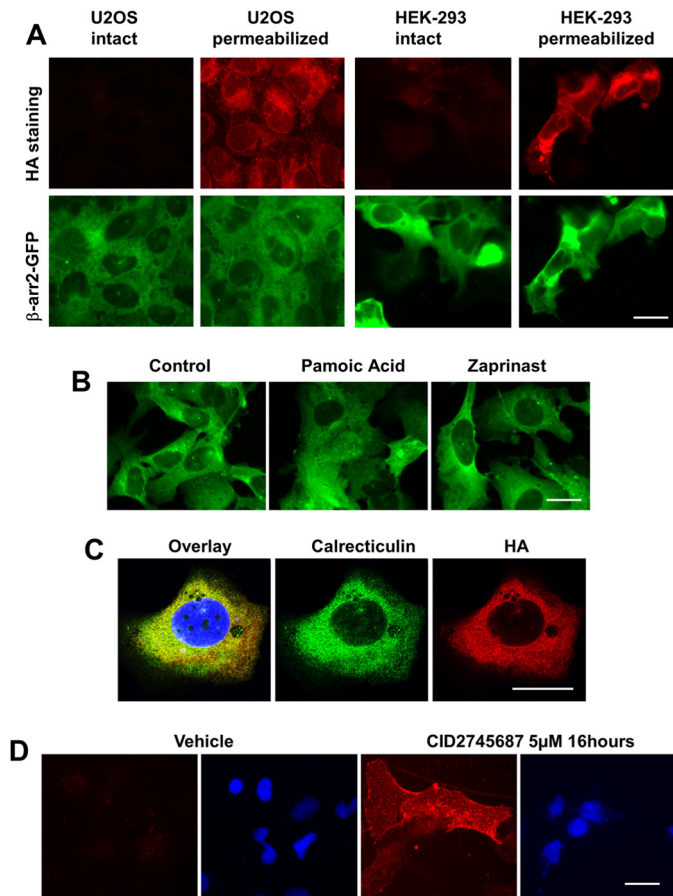 A
U2OS intact
U2OS permeabilized
HEK-293 intact
HEK-293 permeabilized
HA staining
β-arr2-GFP
B
Control
Pamoic Acid
Zaprinast
C
Overlay
Calrecticulin
HA
D
Vehicle
CID2745687 5µM 16hours